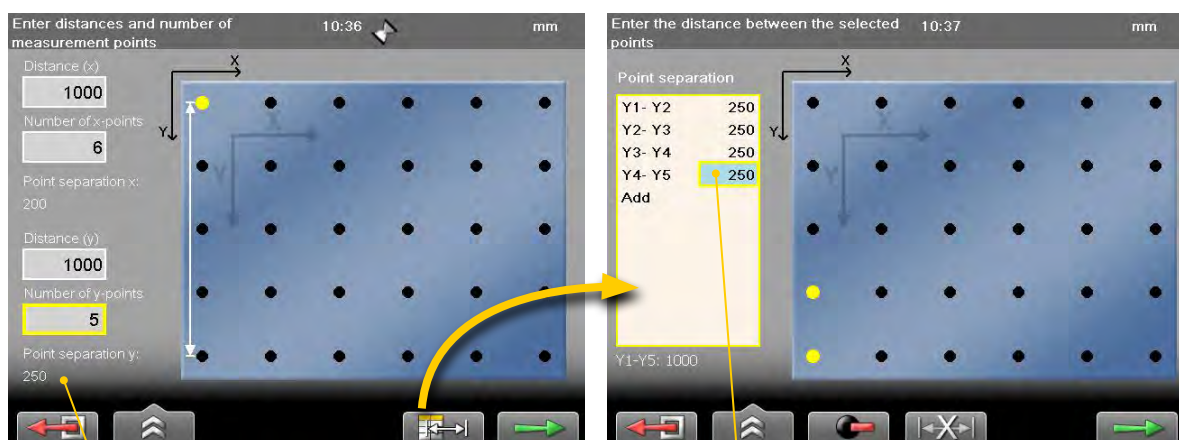 Enter distances and number of
measurement points
10:36
mm
Distance (x)
1000
Number of x-points
6
Point separation x:
200
Distance (y)
1000
Number of y-points
5
Point separation y:
250
X
Y
X
Y
Enter the distance between the selected
points
10:37
mm
Point separation
Y1- Y2 250
Y2- Y3 250
Y3- Y4 250
Y4- Y5 250
Add
Y1-Y5: 1000
X
Y
X
Y